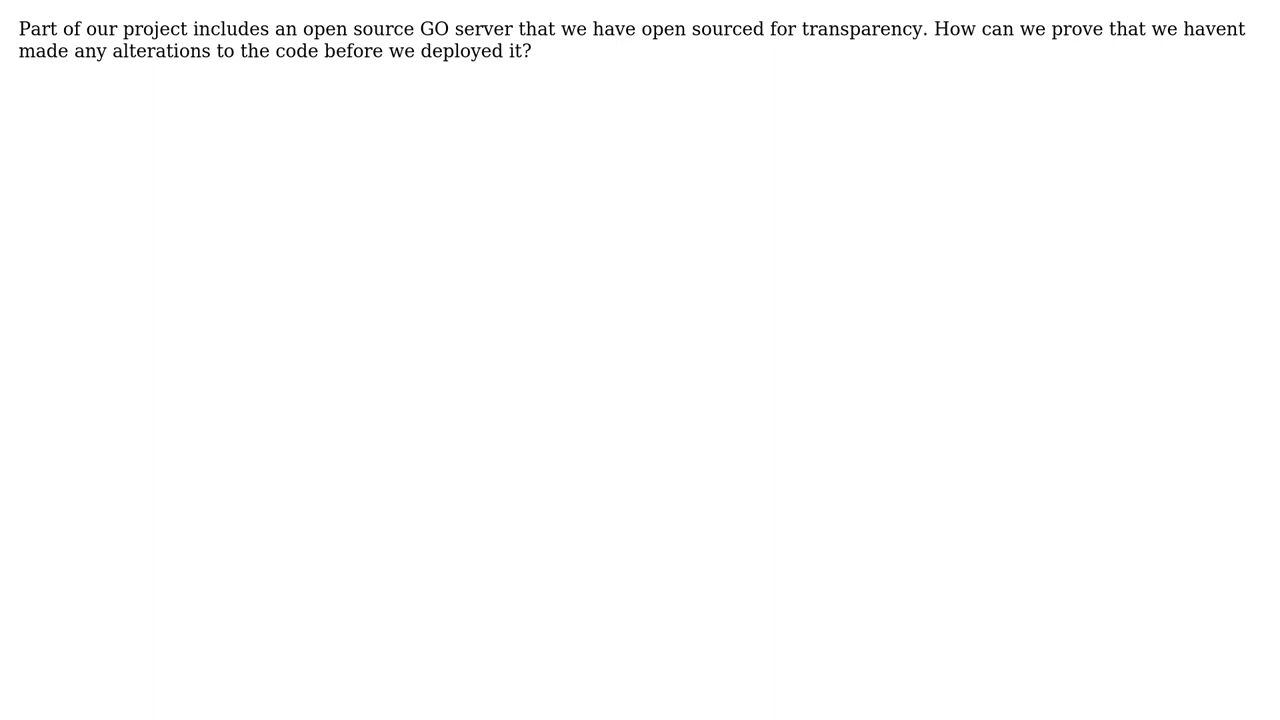 Part of our project includes an open source GO server that we have open sourced for transparency. How can we prove that we havent
made any alterations to the code before we deployed it?